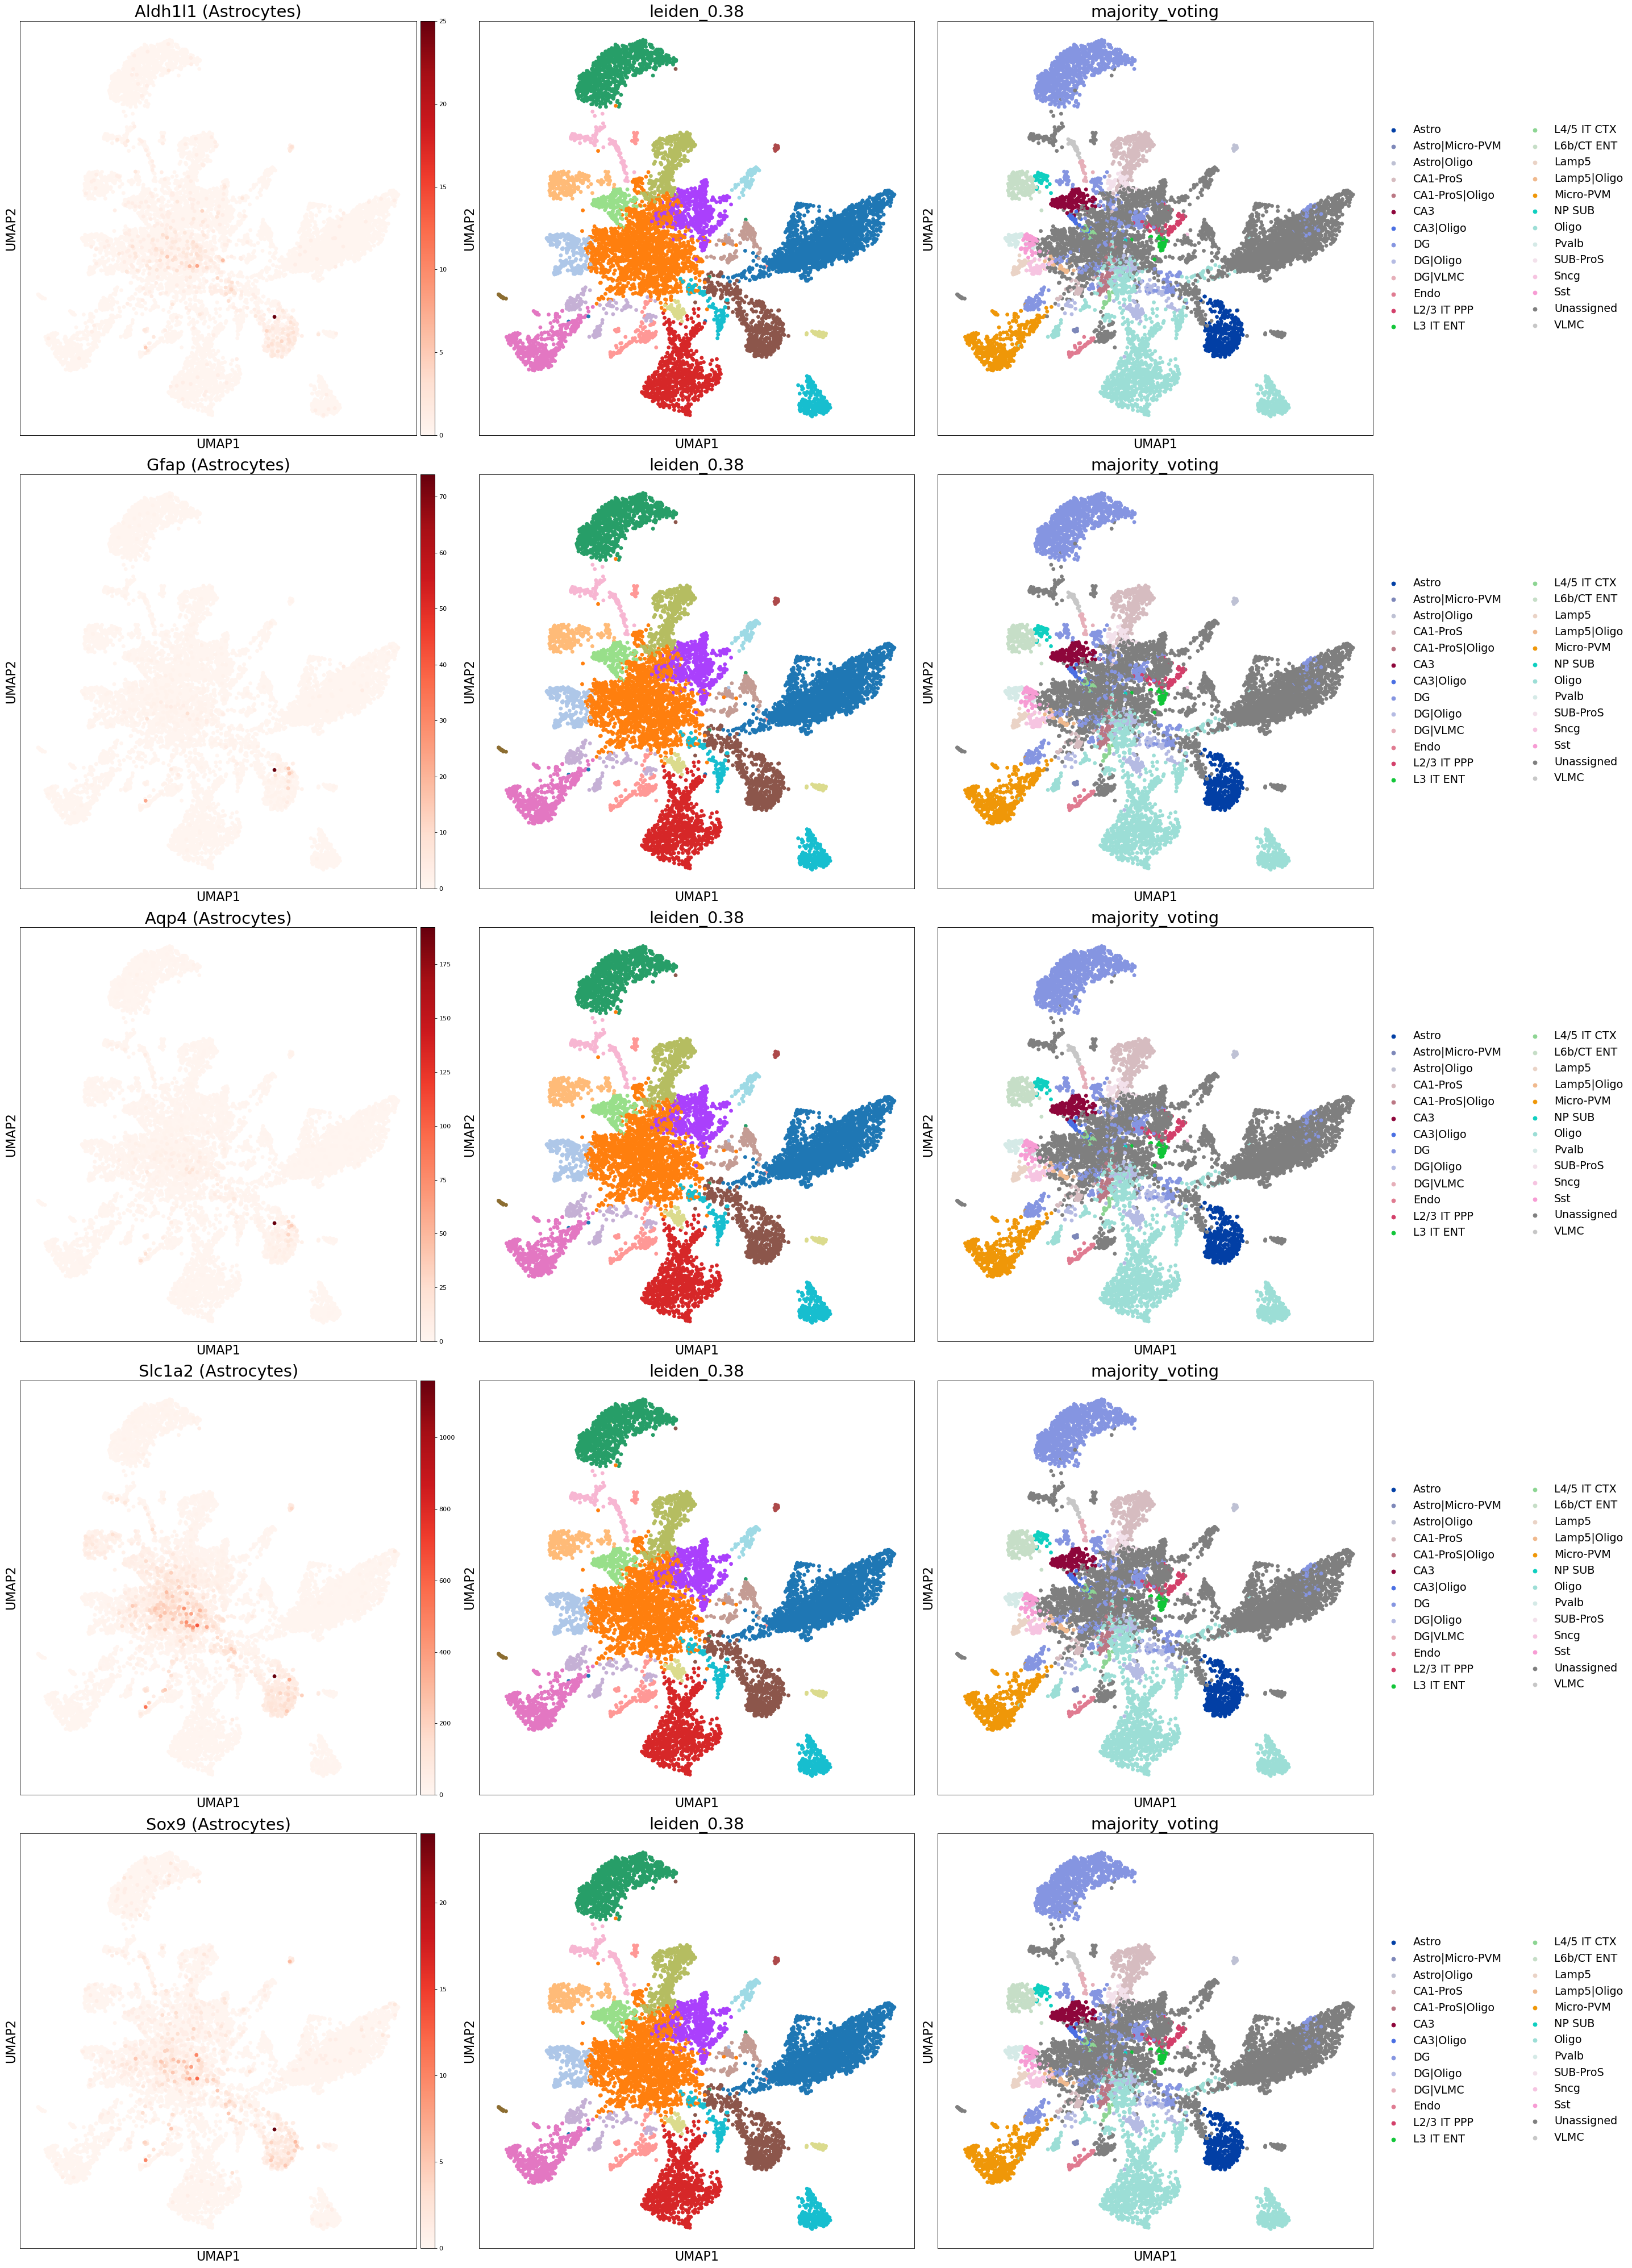 Aldh1l1 (Astrocytes)
leiden_0.38
majority_voting
25
20
15
10
5
0
UMAP2
UMAP2
UMAP2
UMAP1
UMAP1
UMAP1
Astro
Astro|Micro-PVM
Astro|Oligo
CA1-ProS
CA1-ProS|Oligo
CA3
CA3|Oligo
DG
DG|Oligo
DG|VLMC
Endo
L2/3 IT PPP
L3 IT ENT
L4/5 IT CTX
L6b/CT ENT
Lamp5
Lamp5|Oligo
Micro-PVM
NP SUB
Oligo
Pvalb
SUB-ProS
Sncg
Sst
Unassigned
VLMC
Gfap (Astrocytes)
leiden_0.38
majority_voting
70
60
50
40
30
20
10
0
UMAP2
UMAP2
UMAP2
UMAP1
UMAP1
UMAP1
Astro
Astro|Micro-PVM
Astro|Oligo
CA1-ProS
CA1-ProS|Oligo
CA3
CA3|Oligo
DG
DG|Oligo
DG|VLMC
Endo
L2/3 IT PPP
L3 IT ENT
L4/5 IT CTX
L6b/CT ENT
Lamp5
Lamp5|Oligo
Micro-PVM
NP SUB
Oligo
Pvalb
SUB-ProS
Sncg
Sst
Unassigned
VLMC
Aqp4 (Astrocytes)
leiden_0.38
majority_voting
175
150
125
100
75
50
25
0
UMAP2
UMAP2
UMAP2
UMAP1
UMAP1
UMAP1
Astro
Astro|Micro-PVM
Astro|Oligo
CA1-ProS
CA1-ProS|Oligo
CA3
CA3|Oligo
DG
DG|Oligo
DG|VLMC
Endo
L2/3 IT PPP
L3 IT ENT
L4/5 IT CTX
L6b/CT ENT
Lamp5
Lamp5|Oligo
Micro-PVM
NP SUB
Oligo
Pvalb
SUB-ProS
Sncg
Sst
Unassigned
VLMC
Slc1a2 (Astrocytes)
leiden_0.38
majority_voting
1000
800
600
400
200
0
UMAP2
UMAP2
UMAP2
UMAP1
UMAP1
UMAP1
Astro
Astro|Micro-PVM
Astro|Oligo
CA1-ProS
CA1-ProS|Oligo
CA3
CA3|Oligo
DG
DG|Oligo
DG|VLMC
Endo
L2/3 IT PPP
L3 IT ENT
L4/5 IT CTX
L6b/CT ENT
Lamp5
Lamp5|Oligo
Micro-PVM
NP SUB
Oligo
Pvalb
SUB-ProS
Sncg
Sst
Unassigned
VLMC
Sox9 (Astrocytes)
leiden_0.38
majority_voting
20
15
10
5
0
UMAP2
UMAP2
UMAP2
UMAP1
UMAP1
UMAP1
Astro
Astro|Micro-PVM
Astro|Oligo
CA1-ProS
CA1-ProS|Oligo
CA3
CA3|Oligo
DG
DG|Oligo
DG|VLMC
Endo
L2/3 IT PPP
L3 IT ENT
L4/5 IT CTX
L6b/CT ENT
Lamp5
Lamp5|Oligo
Micro-PVM
NP SUB
Oligo
Pvalb
SUB-ProS
Sncg
Sst
Unassigned
VLMC